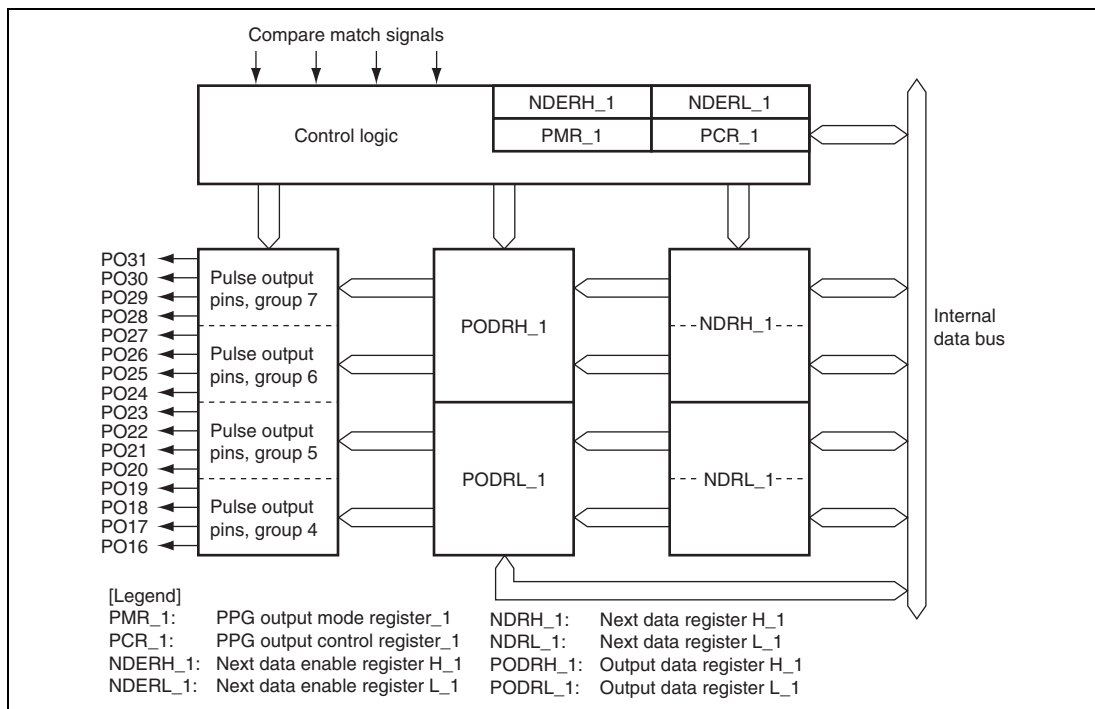 Compare match signals
NDERH_1 NDERL_1
Control logic PMR_1 PCR_1
PO31
PO30
PO29
PO28
PO27
PO26
PO25
PO24
PO23
PO22
PO21
PO20
PO19
PO18
PO17
PO16
Pulse output
pins, group 7
Pulse output
pins, group 6
Pulse output
pins, group 5
Pulse output
pins, group 4
PODRH_1
PODRL_1
NDRH_1
NDRL_1
Internal
data bus
[Legend]
PMR_1: PPG output mode register_1
PCR_1: PPG output control register_1
NDERH_1: Next data enable register H_1
NDERL_1: Next data enable register L_1
NDRH_1: Next data register H_1
NDRL_1: Next data register L_1
PODRH_1: Output data register H_1
PODRL_1: Output data register L_1